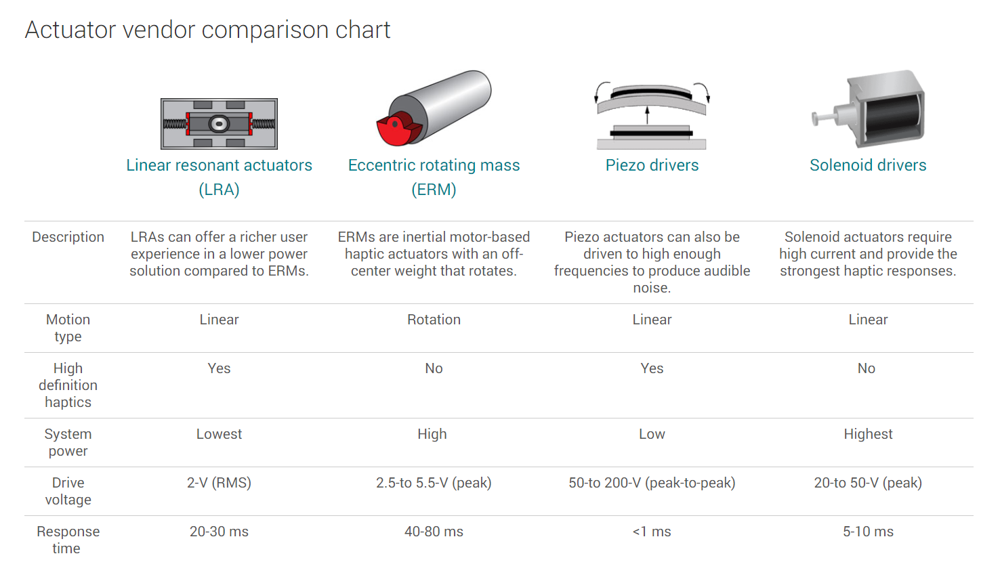 Actuator vendor comparison chart
Linear resonant actuators
(LRA)
Eccentric rotating mass
(ERM)
Piezo drivers
Solenoid drivers
Description
LRAs can offer a richer user
experience in a lower power
solution compared to ERMs.
ERMs are inertial motor-based
haptic actuators with an off-
center weight that rotates.
Piezo actuators can also be
driven to high enough
frequencies to produce audible
noise.
Solenoid actuators require
high current and provide the
strongest haptic responses.
Motion
type
Linear
Rotation
Linear
Linear
High
definition
haptics
Yes
No
Yes
No
System
power
Lowest
High
Low
Highest
Drive
voltage
2-V (RMS)
2.5-to 5.5-V (peak)
50-to 200-V (peak-to-peak)
20-to 50-V (peak)
Response
time
20-30 ms
40-80 ms
<1 ms
5-10 ms